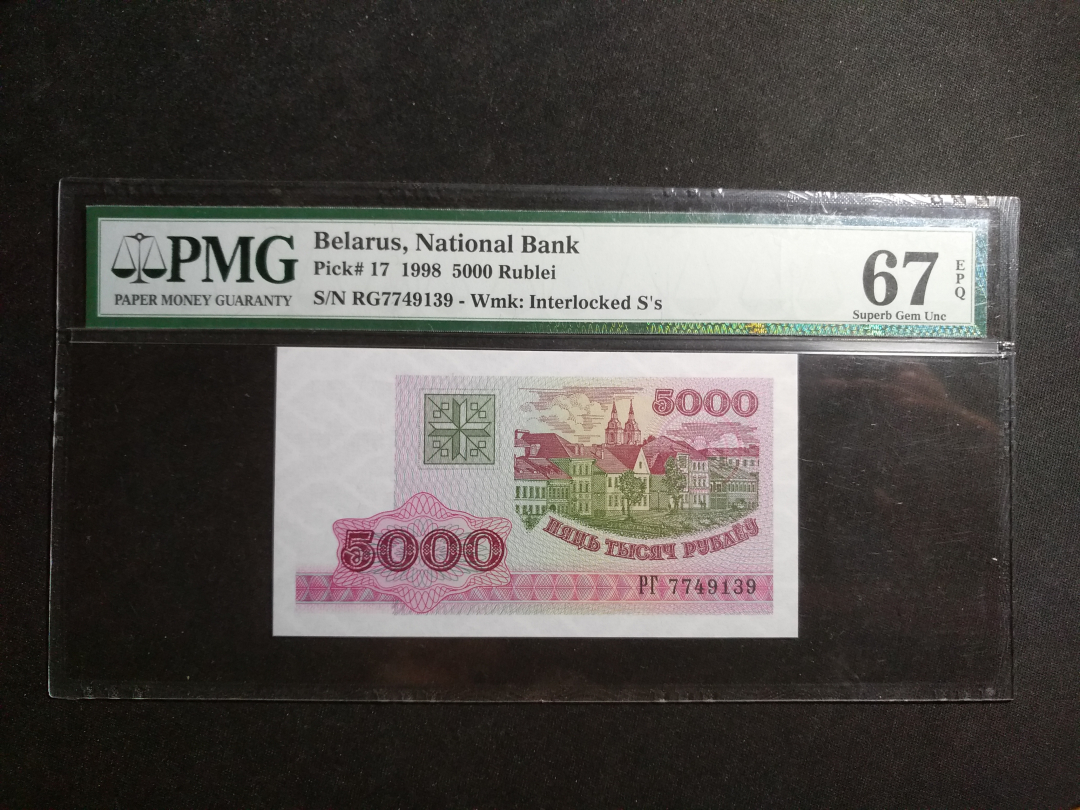 PMG
PAPER MONEY GUARANTY
Belarus, National Bank
Pick# 17 1998 5000 Rublei
S/N RG7749139 - Wmk: Interlocked S's
67
EPQ
Superb Gem Unc
5000
ПЯЦЬ ТЫСЯЧ РУБЛЁЎ
5000
РГ 7749139